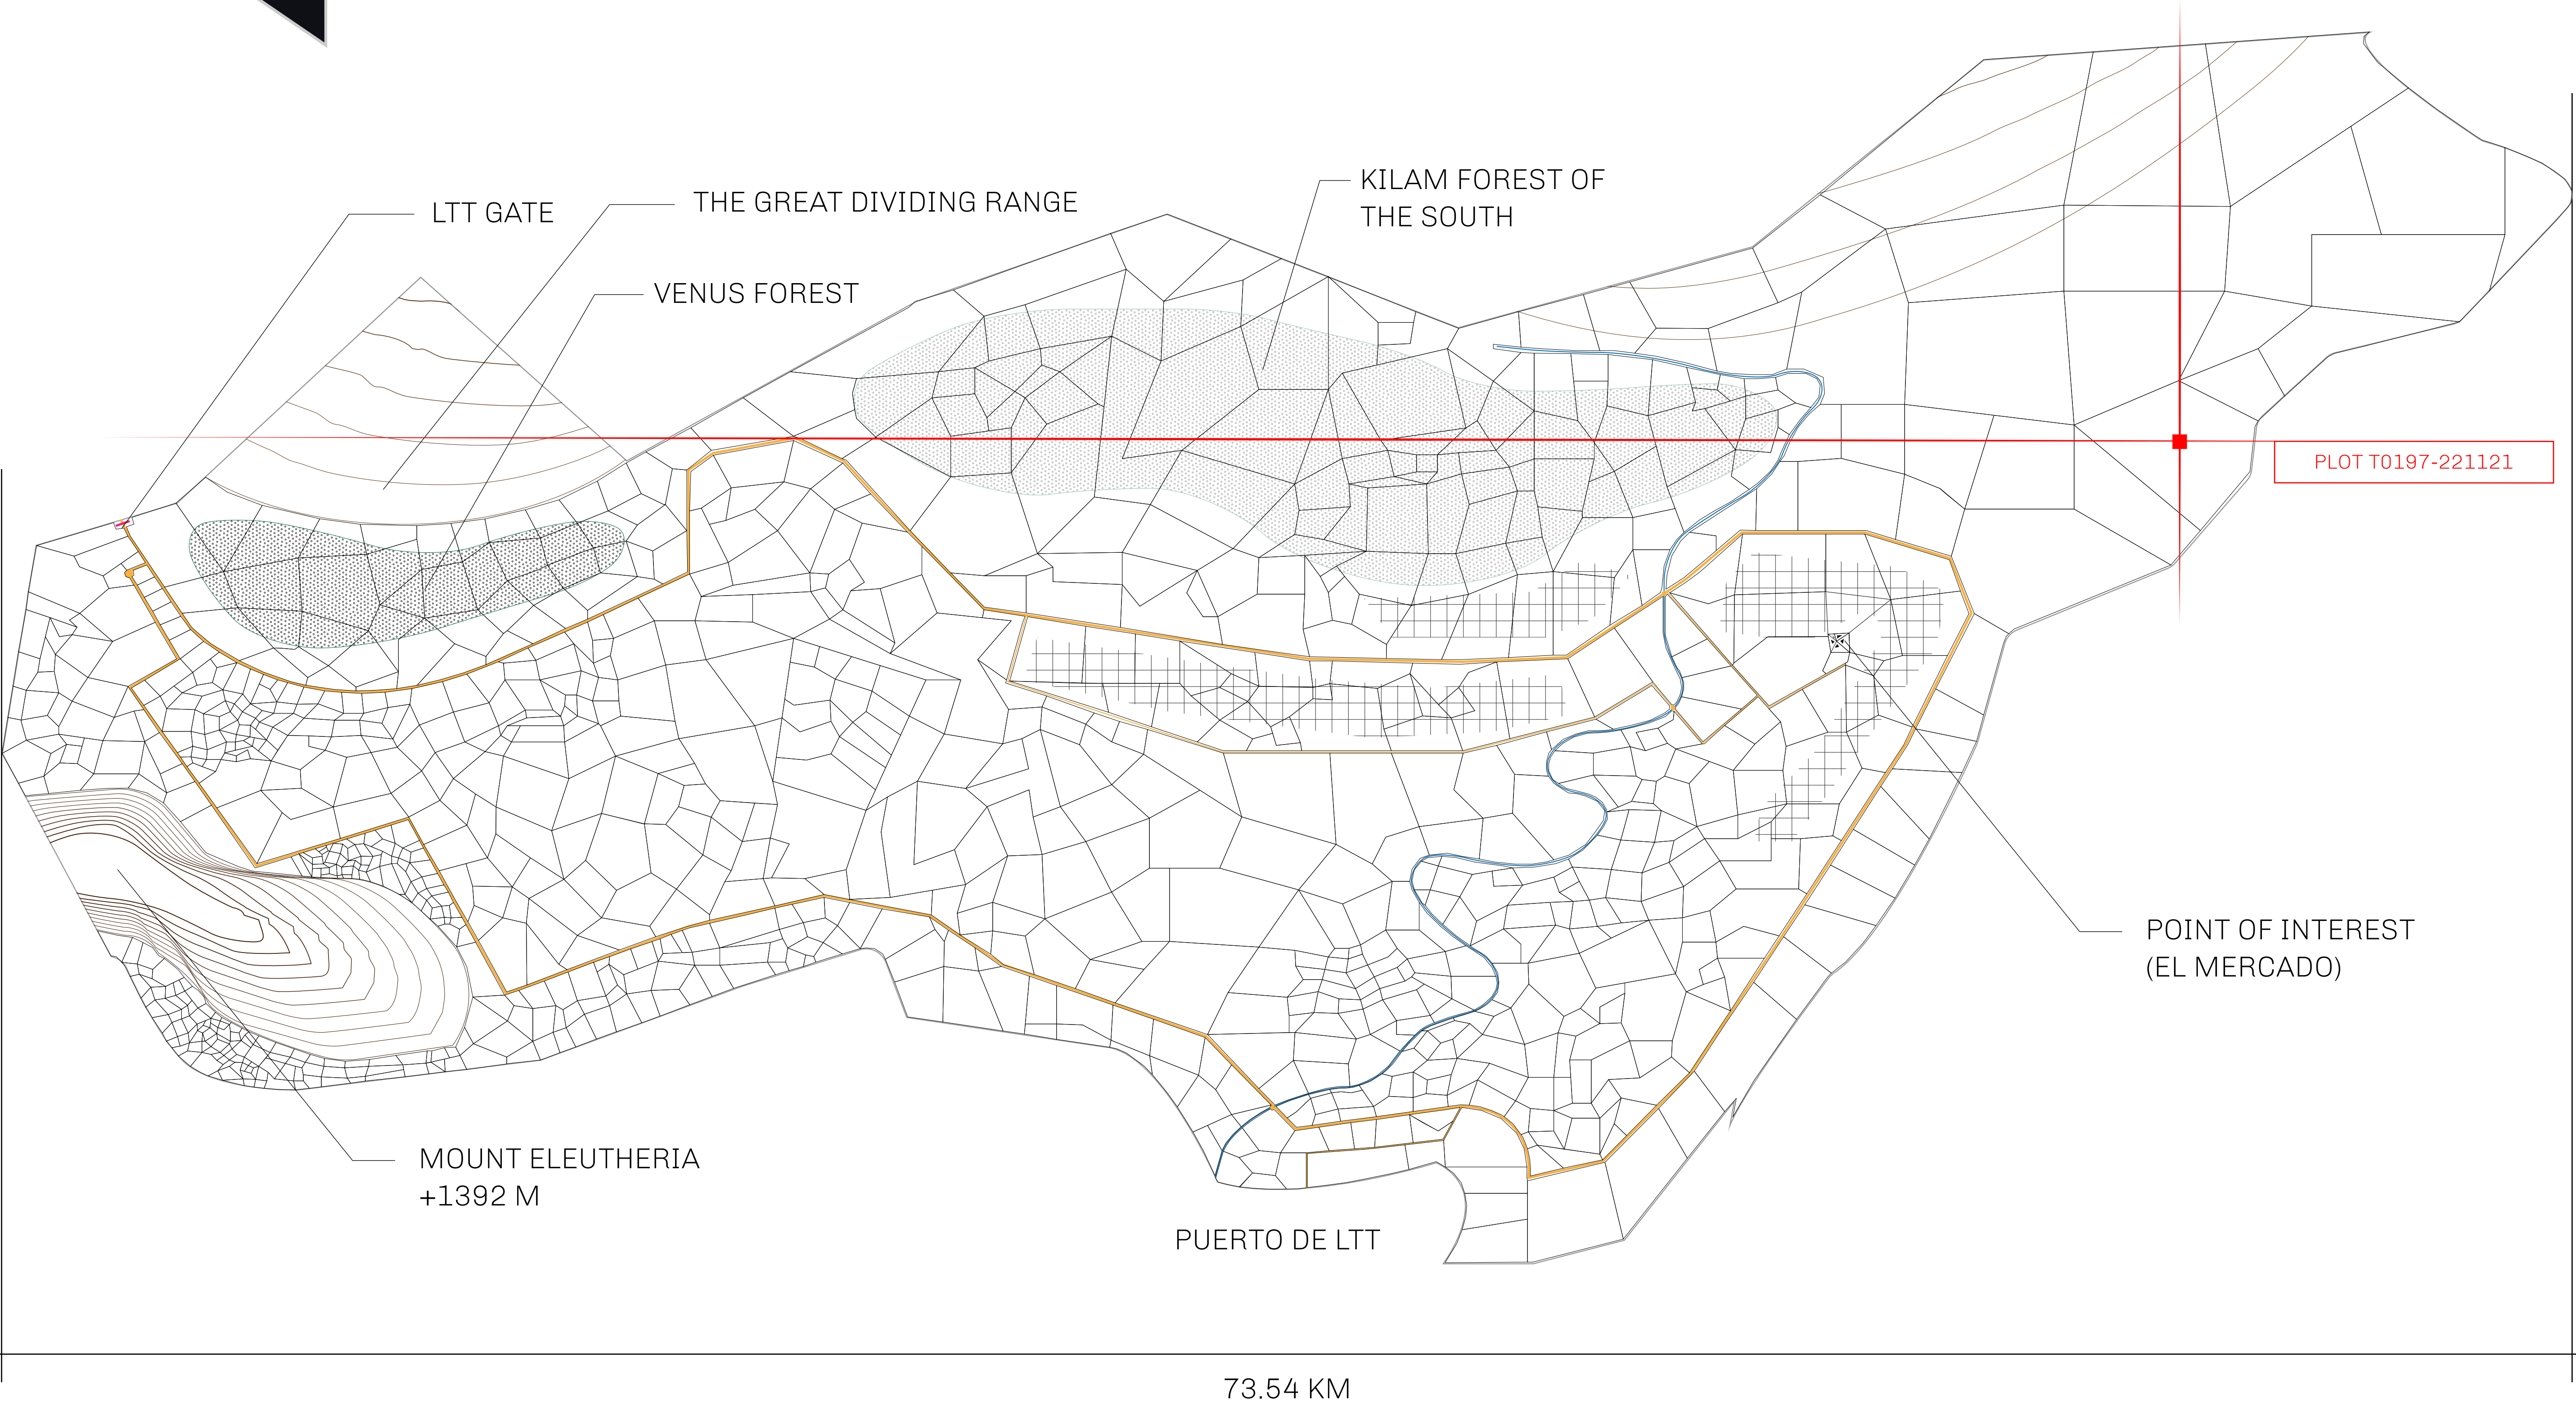 KILAM FOREST OF
THE SOUTH
LTT GATE
THE GREAT DIVIDING RANGE
VENUS FOREST
PLOT T0197-221121
POINT OF INTEREST
(EL MERCADO)
MOUNT ELEUTHERIA
+1392 M
PUERTO DE LTT
73.54 KM